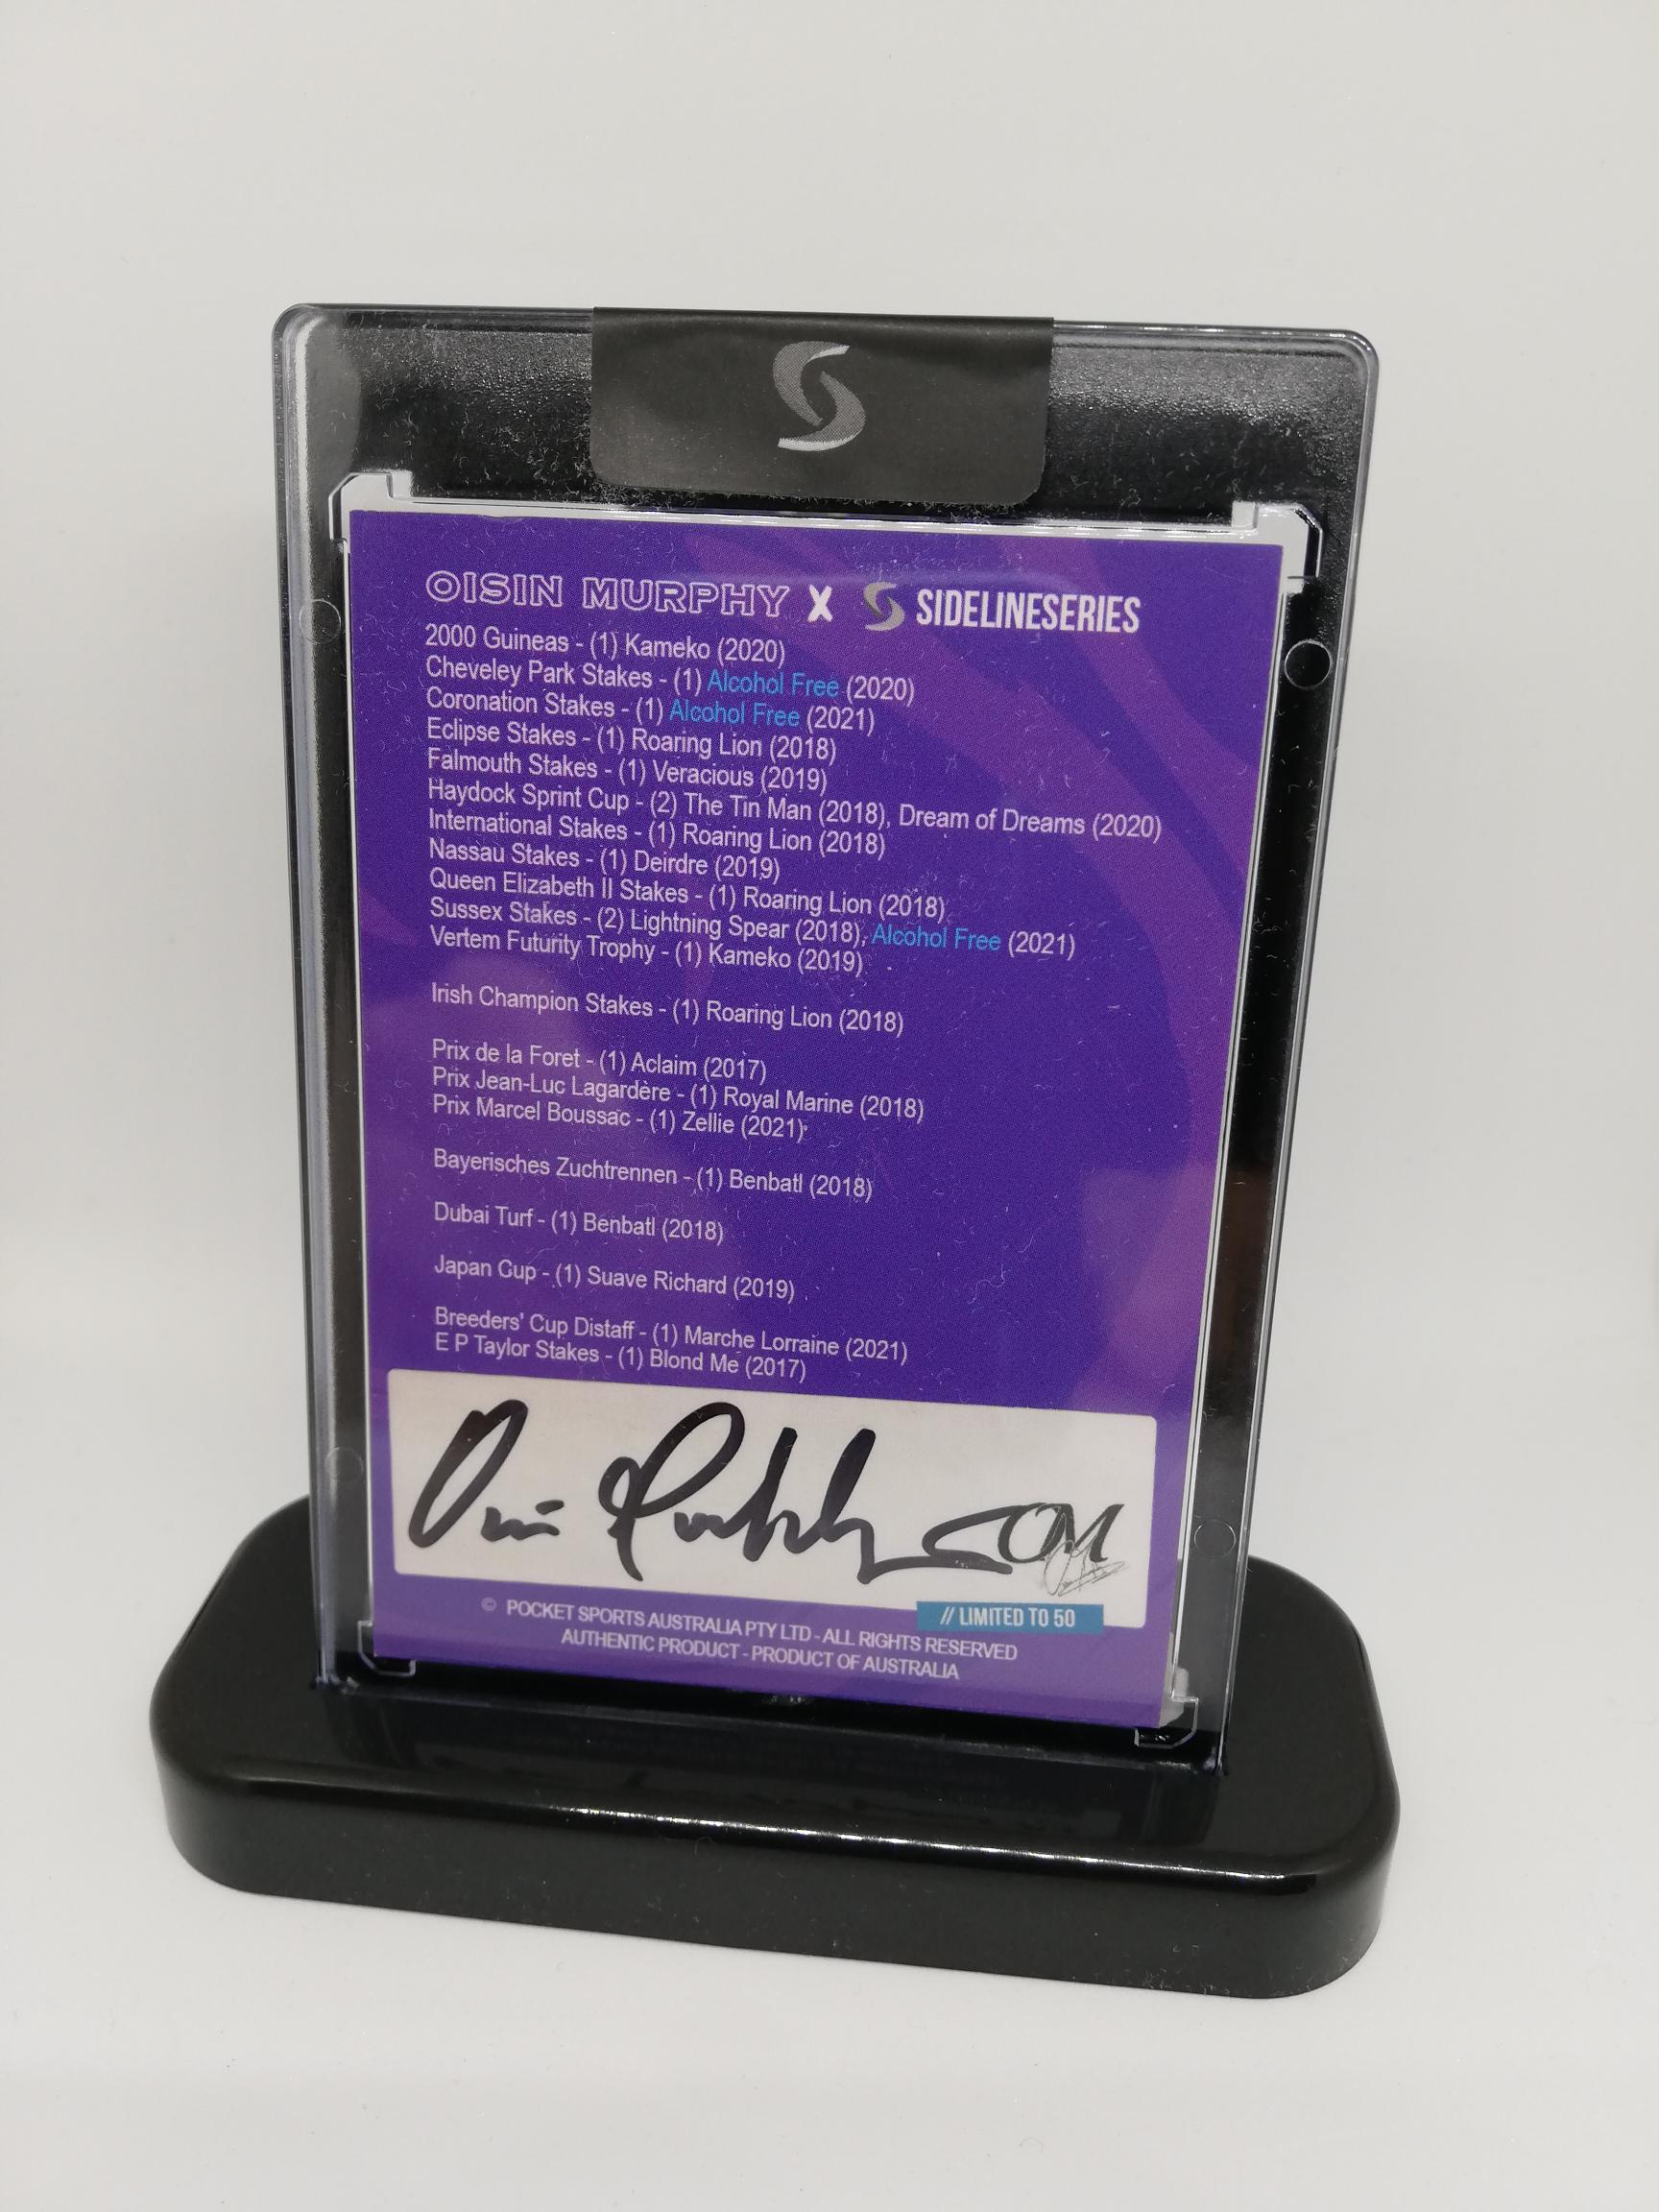 OISIN MURPHY X SIDELINESERIES
2000 Guineas - (1) Kameko (2020)
Cheveley Park Stakes - (1) Alcohol Free (2020)
Coronation Stakes - (1) Alcohol Free (2021)
Eclipse Stakes - (1) Roaring Lion (2018)
Falmouth Stakes - (1) Veracious (2019)
Haydock Sprint Cup - (2) The Tin Man (2018), Dream of Dreams (2020)
International Stakes - (1) Roaring Lion (2018)
Nassau Stakes - (1) Deirdre (2019)
Queen Elizabeth II Stakes - (1) Roaring Lion (2018)
Sussex Stakes - (2) Lightning Spear (2018), Alcohol Free (2021)
Vertem Futurity Trophy - (1) Kameko (2019)
Irish Champion Stakes - (1) Roaring Lion (2018)
Prix de la Foret - (1) Aclaim (2017)
Prix Jean-Luc Lagardère - (1) Royal Marine (2018)
Prix Marcel Boussac - (1) Zellie (2021)
Bayerisches Zuchtrennen - (1) Benbatl (2018)
Dubai Turf - (1) Benbatl (2018)
Japan Cup - (1) Suave Richard (2019)
Breeders' Cup Distaff - (1) Marche Lorraine (2021)
E P Taylor Stakes - (1) Blond Me (2017)
OM
// LIMITED TO 50
© POCKET SPORTS AUSTRALIA PTY LTD - ALL RIGHTS RESERVED
AUTHENTIC PRODUCT - PRODUCT OF AUSTRALIA